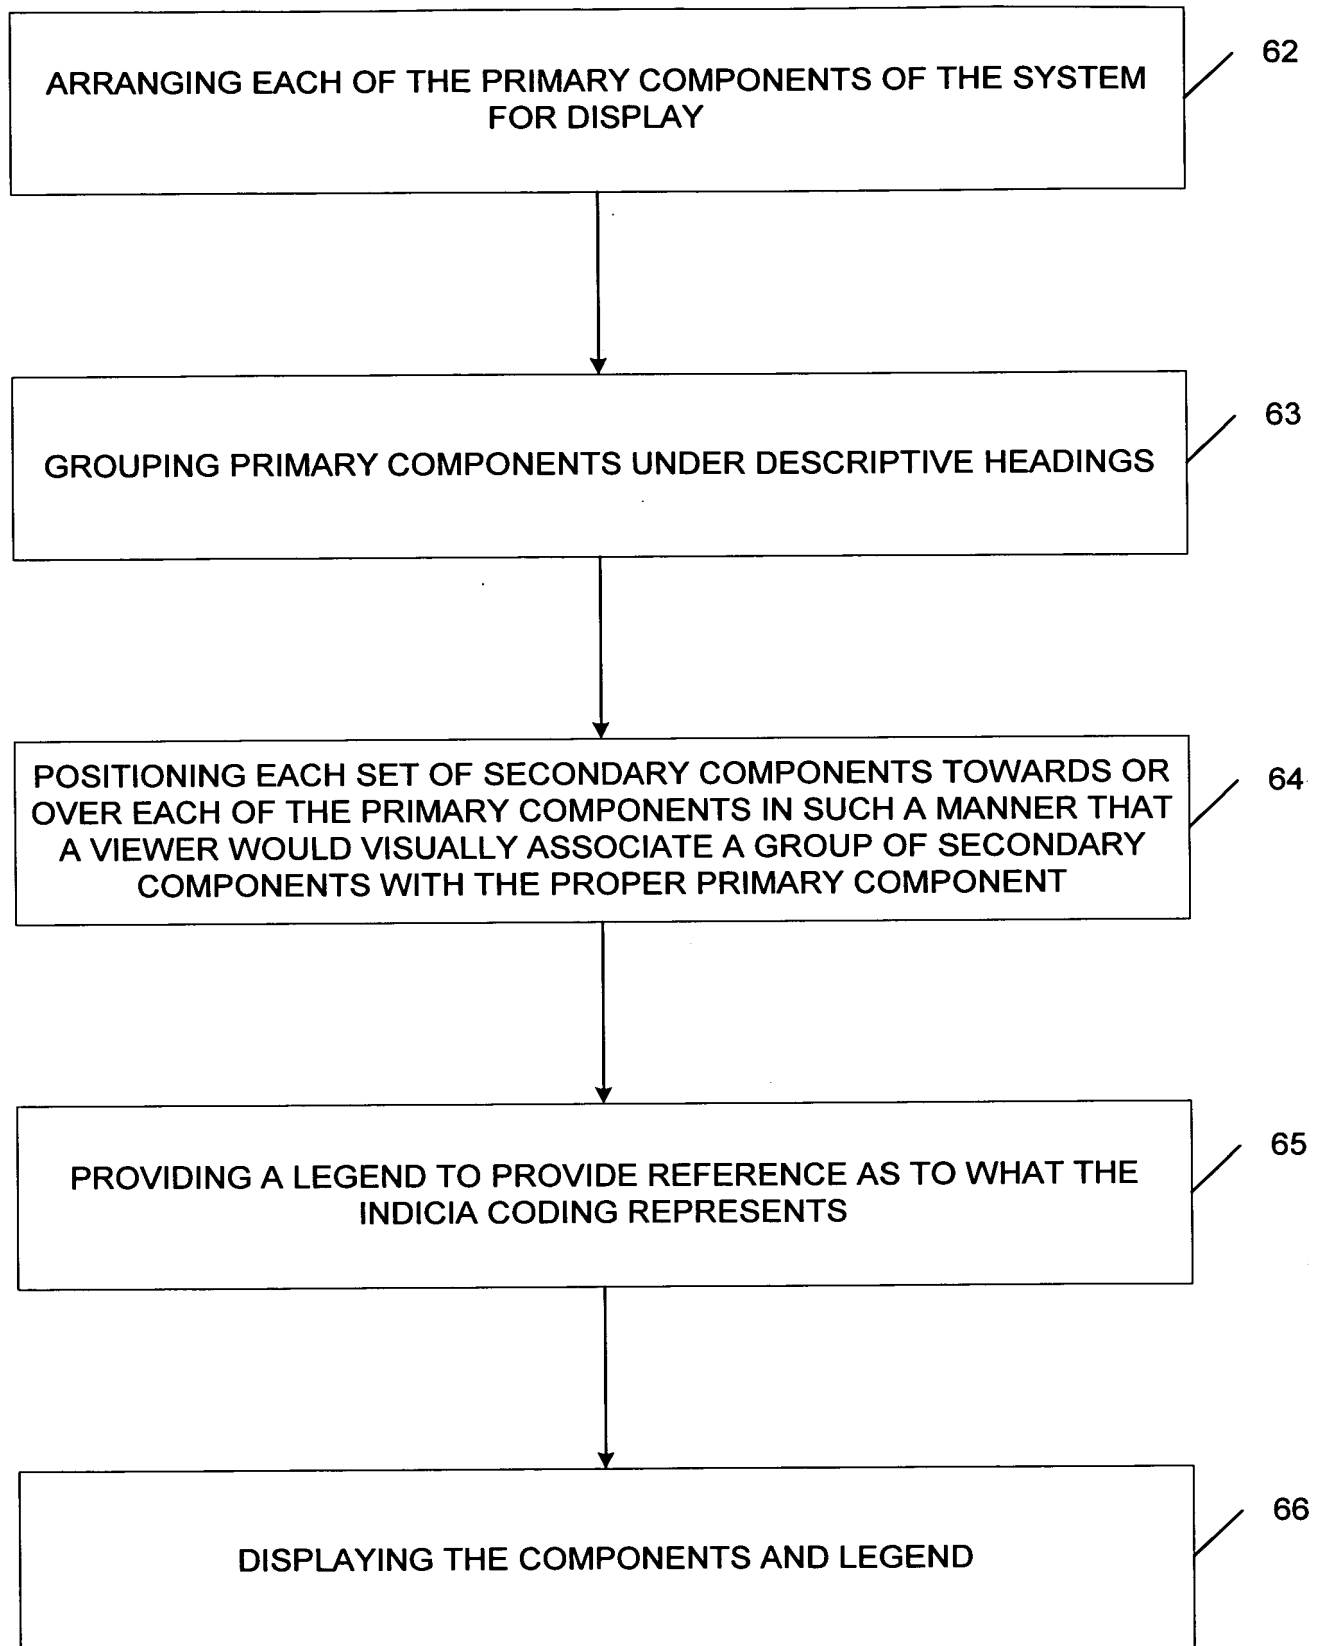 62
ARRANGING EACH OF THE PRIMARY COMPONENTS OF THE SYSTEM
FOR DISPLAY
63
GROUPING PRIMARY COMPONENTS UNDER DESCRIPTIVE HEADINGS
64
POSITIONING EACH SET OF SECONDARY COMPONENTS TOWARDS OR
OVER EACH OF THE PRIMARY COMPONENTS IN SUCH A MANNER THAT
A VIEWER WOULD VISUALLY ASSOCIATE A GROUP OF SECONDARY
COMPONENTS WITH THE PROPER PRIMARY COMPONENT
65
PROVIDING A LEGEND TO PROVIDE REFERENCE AS TO WHAT THE
INDICIA CODING REPRESENTS
66
DISPLAYING THE COMPONENTS AND LEGEND